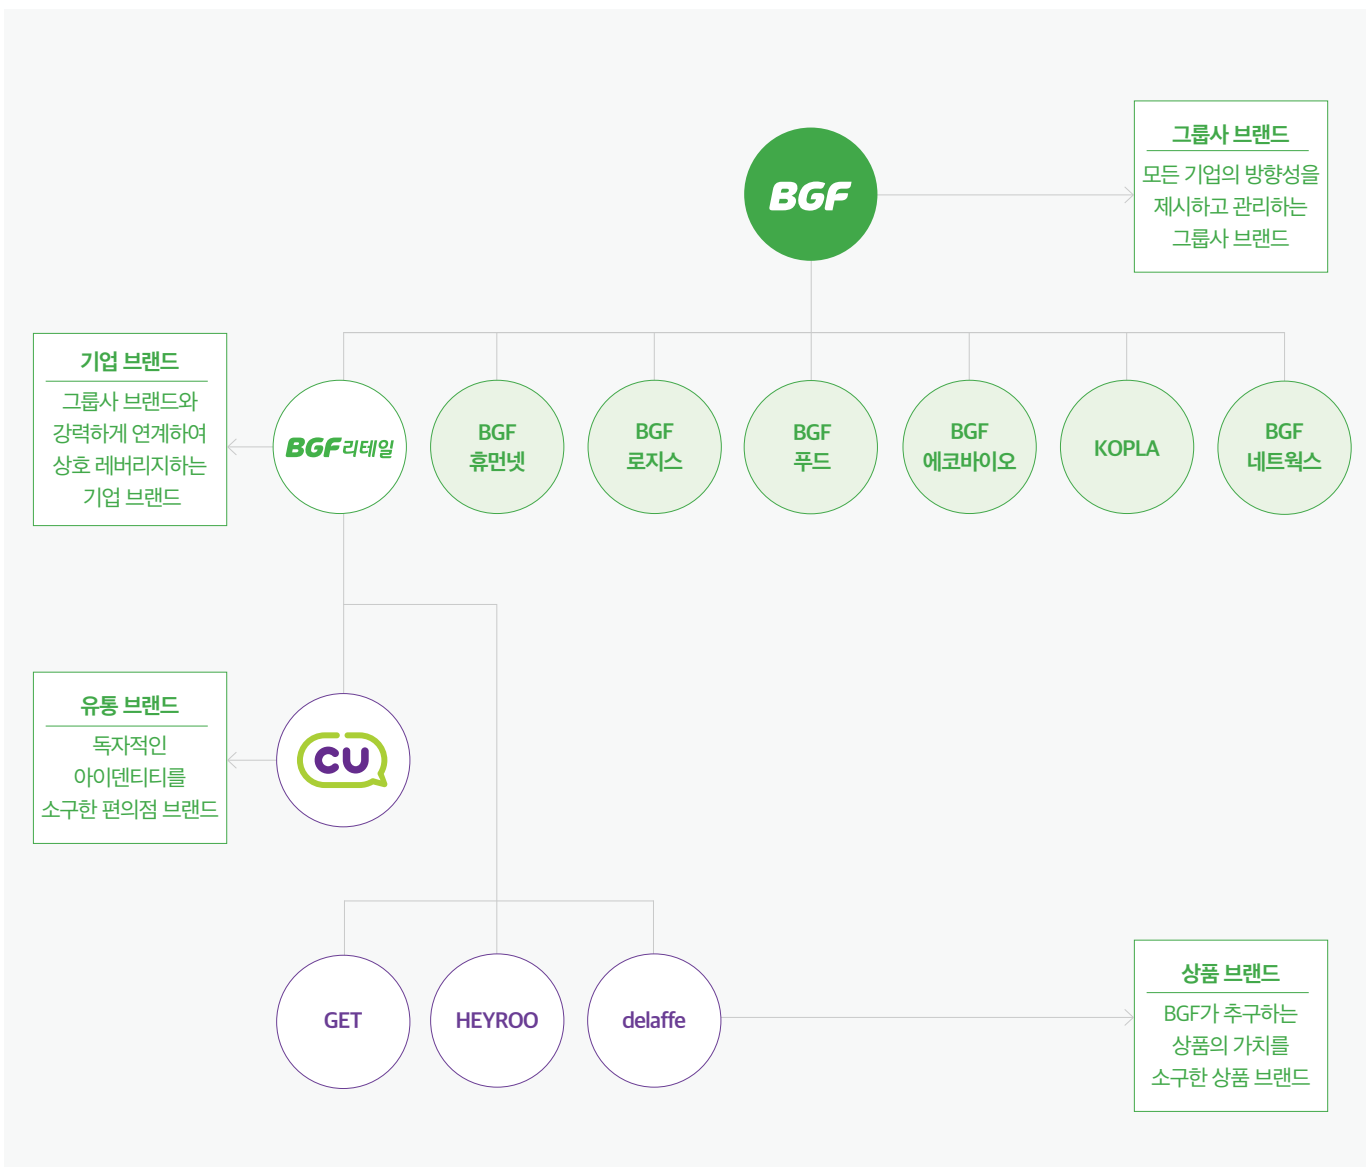 BGF
그룹사 브랜드
모든 기업의 방향성을
제시하고 관리하는
그룹사 브랜드
기업 브랜드
그룹사 브랜드와
강력하게 연계하여
상호 레버리지하는
기업 브랜드
BGF리테일
BGF
휴먼넷
BGF
로지스
BGF
푸드
BGF
에코바이오
KOPLA
BGF
네트웍스
유통 브랜드
독자적인
아이덴티티를
소구한 편의점 브랜드
CU
GET
HEYROO
delaffe
상품 브랜드
BGF가 추구하는
상품의 가치를
소구한 상품 브랜드